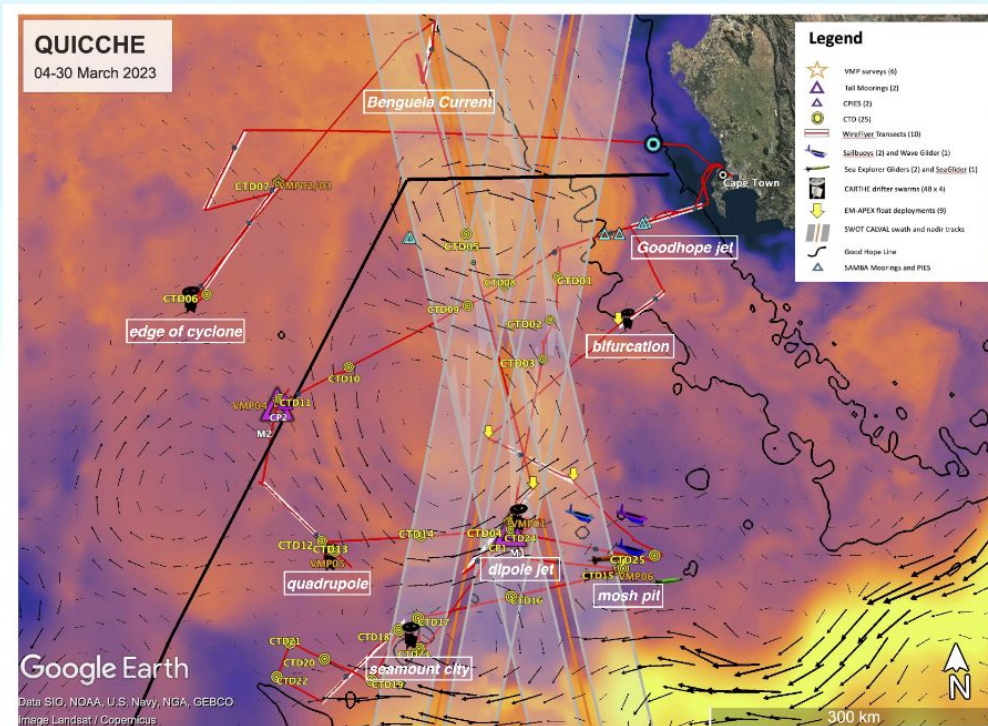 QUICCHE
04-30 March 2023
Legend
VMP surveys (6)
Tall Moorings (2)
CPIES (2)
CTD (25)
WireFlyer Transects (10)
Sailbuoys (2) and Wave Glider (1)
Sea Explorer Gliders (2) and SeaGlider (1)
CARTHE drifter swarms (48 x 4)
EM-APEX float deployments (9)
SWOT CALVAL swath and nadir tracks
Good Hope Line
SAMBA Moorings and PIES
Benguela Current
Cape Town
CTD07
VMP02/03
CTD05
Goodhope jet
CTD08
CTD01
CTD06
CTD09
CTD02
edge of cyclone
bifurcation
CTD03
CTD10
VMP04
CTD11
CP2
M2
VMP01
CTD04
CTD24
CTD14
CTD12
CTD13
CP1
VMP05
dipole jet
CTD25
CTD15
VMP06
quadrupole
mosh pit
CTD16
CTD17
CTD18
CTD21
CTD20
seamount city
CTD22
CTD19
Google Earth
Data SIO, NOAA, U.S. Navy, NGA, GEBCO
Image Landsat / Copernicus
N
300 km